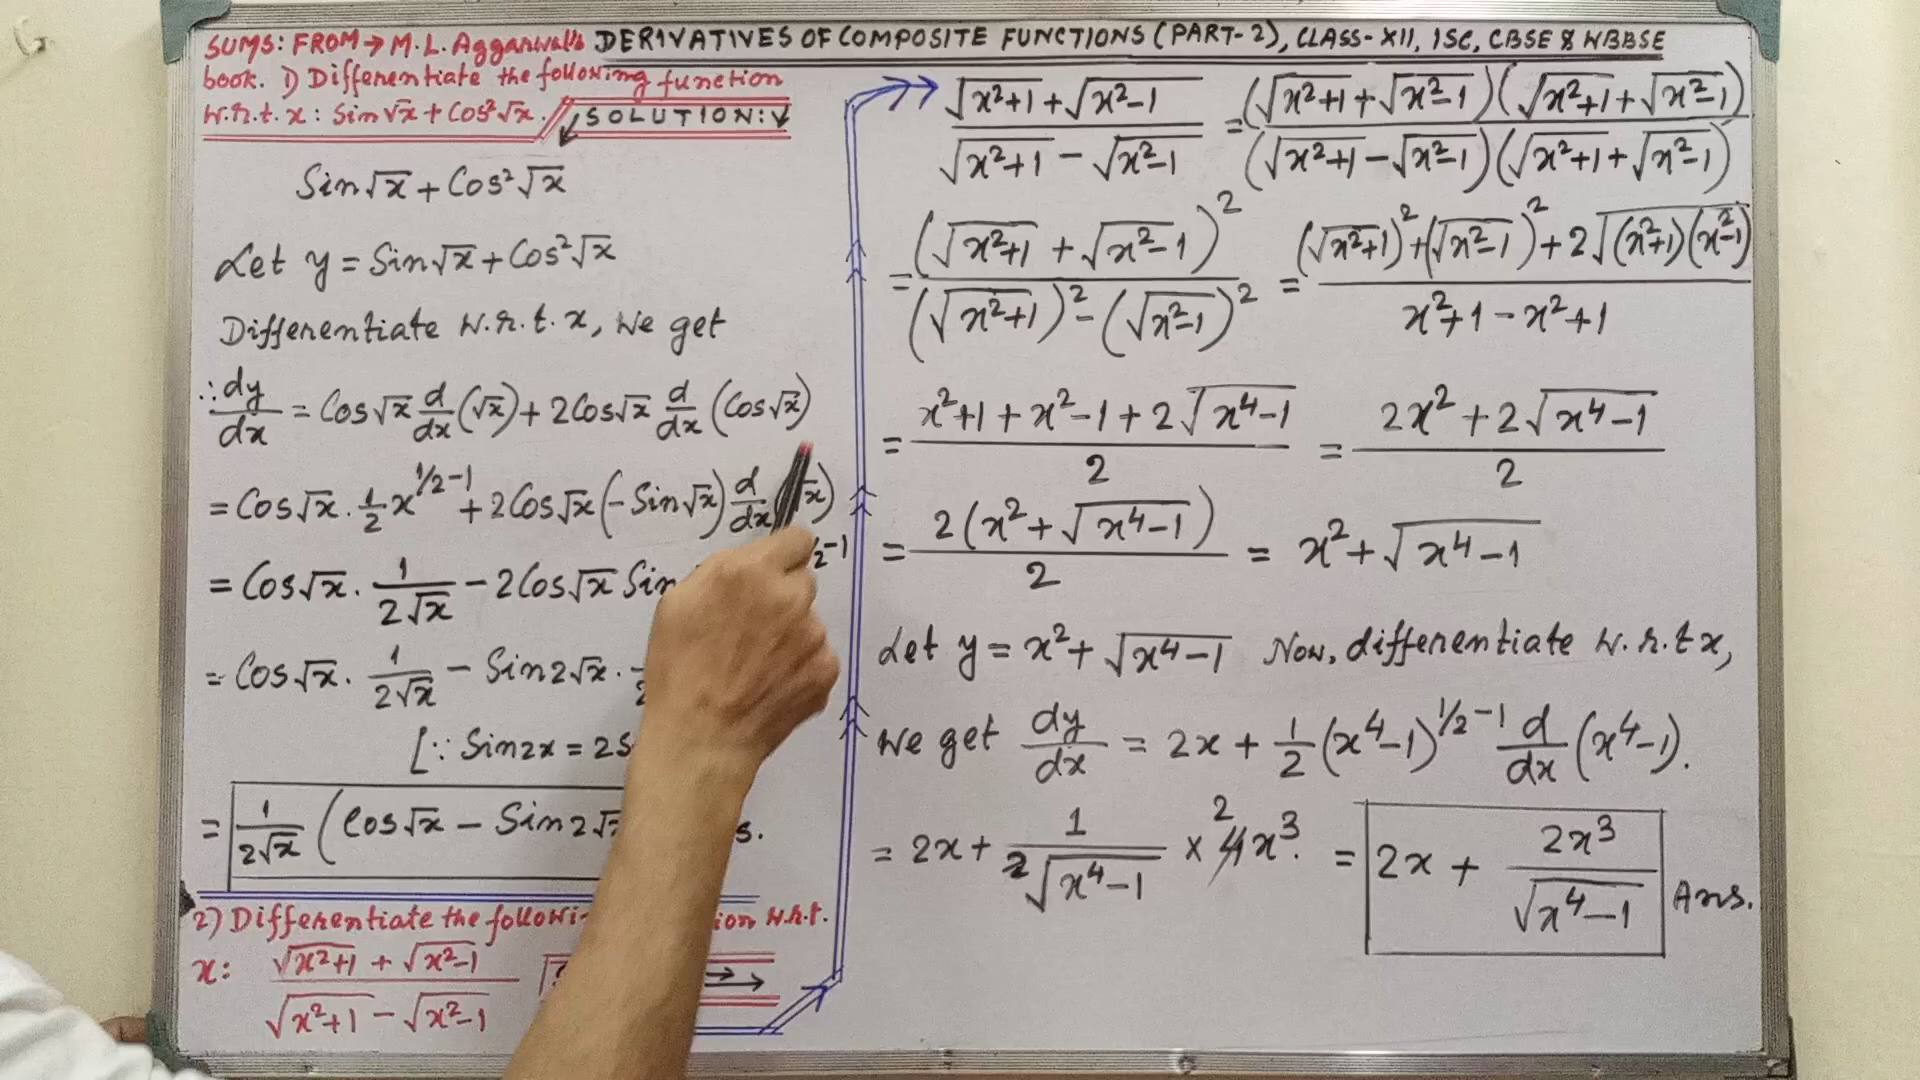 SUMS: FROM → M.L. Aggarwal's DERIVATIVES OF COMPOSITE FUNCTIONS (PART-2), CLASS-XII, ISC, CBSE & WBBSE
book. 1) Differentiate the following function
W.r.t. x: Sin√x + Cos²√x.
SOLUTION:↓
Sin√x + Cos²√x
Let y = Sin√x + Cos²√x
Differentiate W.r.t. x, We get
∴ dy/dx = Cos√x d/dx (√x) + 2Cos√x d/dx (Cos√x)
= Cos√x . 1/2 x^(1/2-1) + 2Cos√x (-Sin√x) d/dx (√x)
= Cos√x . 1/(2√x) - 2Cos√x Sin
= Cos√x . 1/(2√x) - Sin2√x .
[∵ Sin2x = 2S
= 1/(2√x) (Cos√x - Sin2√x
2) Differentiate the W.r.t.
x: (√(x²+1) + √(x²-1)) / (√(x²+1) - √(x²-1))
(√(x²+1) + √(x²-1)) / (√(x²+1) - √(x²-1)) = (√(x²+1) + √(x²-1))(√(x²+1) + √(x²-1)) / (√(x²+1) - √(x²-1))(√(x²+1) + √(x²-1))
= (√(x²+1) + √(x²-1))² / (√(x²+1))² - (√(x²-1))² = (√(x²+1))² + (√(x²-1))² + 2√((x²+1)(x²-1)) / x²+1-x²+1
= x²+1+x²-1+2√(x⁴-1) / 2 = 2x²+2√(x⁴-1) / 2
= 2(x²+√(x⁴-1)) / 2 = x²+√(x⁴-1)
Let y = x²+√(x⁴-1) Now, differentiate W.r.t x,
We get dy/dx = 2x + 1/2 (x⁴-1)^(1/2-1) d/dx (x⁴-1).
= 2x + 1/(2√(x⁴-1)) × 4x³. 2 = 2x + 2x³/√(x⁴-1) Ans.